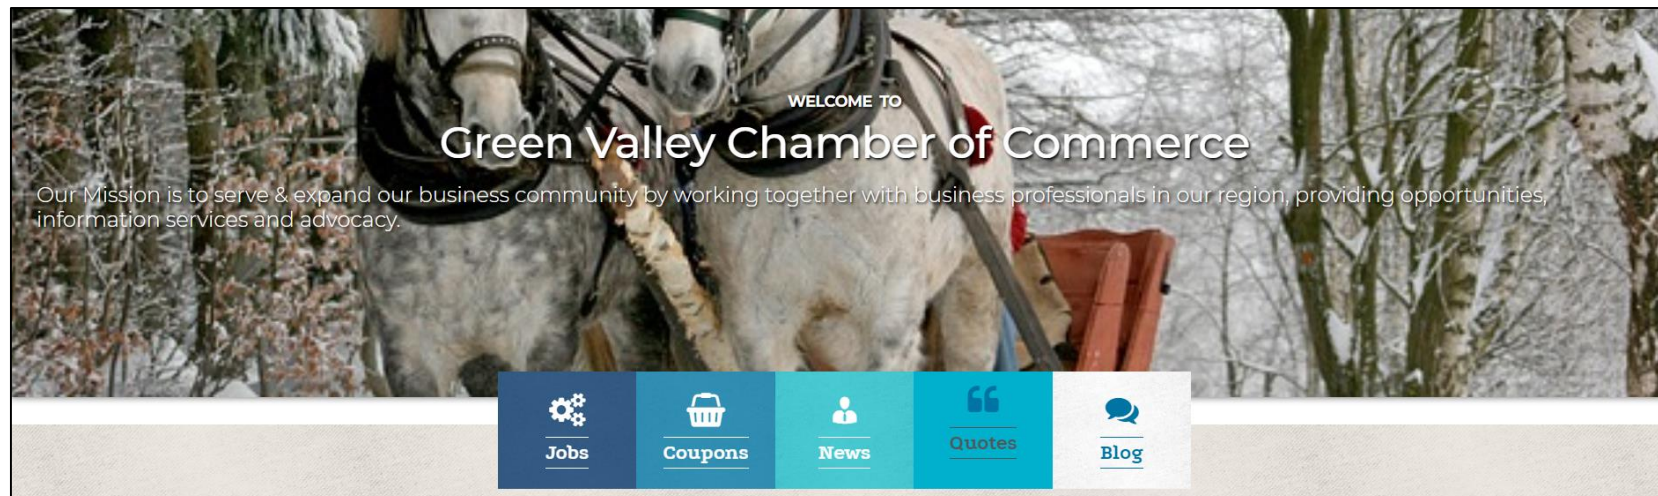 WELCOME TO
Green Valley Chamber of Commerce
Our Mission is to serve & expand our business community by working together with business professionals in our region, providing opportunities,
information services and advocacy.
Jobs
Coupons
News
Quotes
Blog